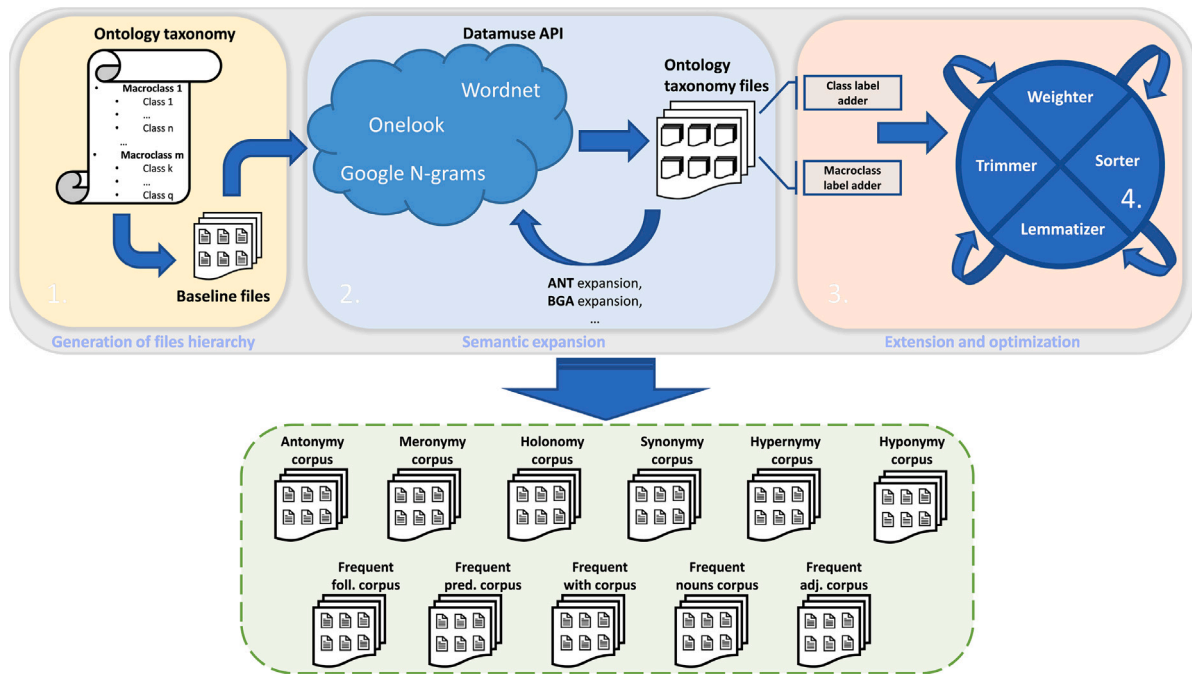 Ontology taxonomy
• Macroclass 1
• Class 1
• ...
• Class n
...
• Macroclass m
• Class k
• ...
• Class q
Baseline files
1.
Generation of files hierarchy
Datamuse API
Wordnet
Onelook
Google N-grams
Ontology
taxonomy files
ANT expansion,
BGA expansion,
...
2.
Semantic expansion
Class label
adder
Macroclass
label adder
Weighter
Trimmer
Sorter
Lemmatizer
4.
3.
Extension and optimization
Antonymy
corpus
Meronymy
corpus
Holonomy
corpus
Synonymy
corpus
Hypernymy
corpus
Hyponymy
corpus
Frequent
foll. corpus
Frequent
pred. corpus
Frequent
with corpus
Frequent
nouns corpus
Frequent
adj. corpus